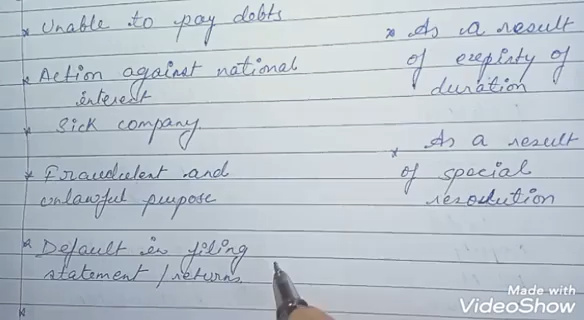 * Unable to pay debts
* Action against national
interest
* Sick company.
* Fraudulent and
unlawful purpose
* Default in filing
statement / returns.
*
* As a result
of expirty of
duration
* As a result
of special
resolution
Made with
VideoShow